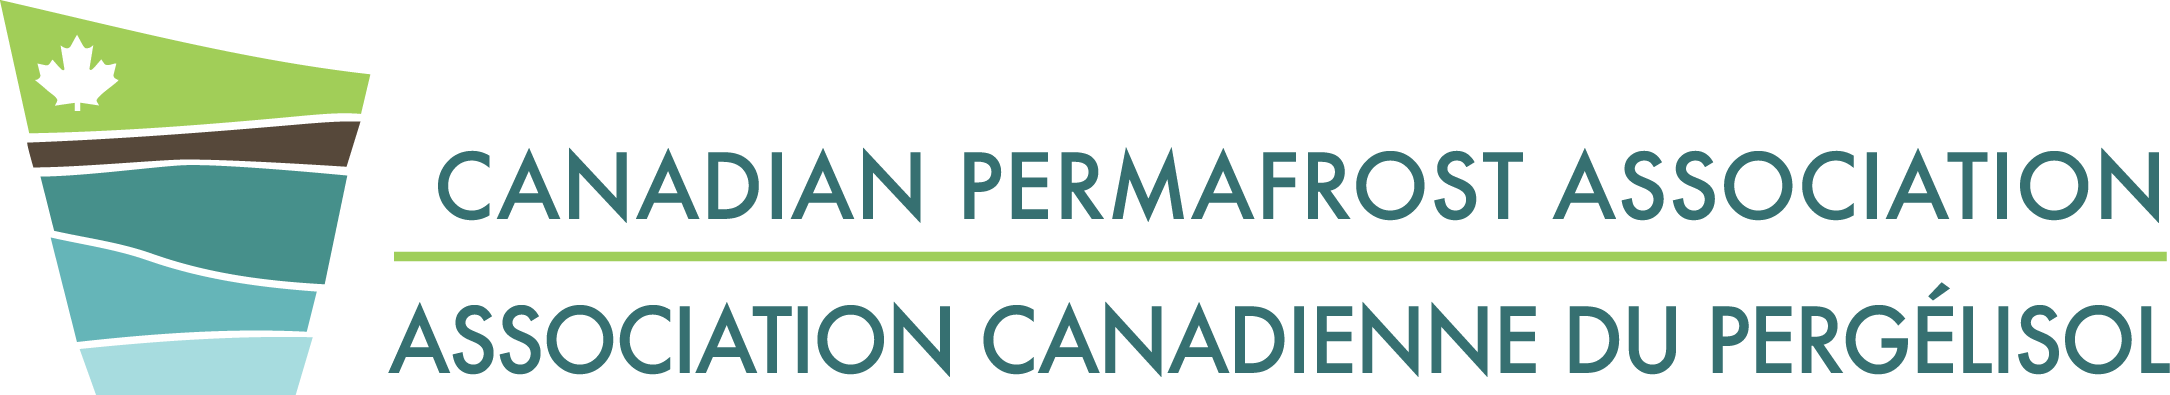 CANADIAN PERMAFROST ASSOCIATION
ASSOCIATION CANADIENNE DU PERGÉLISOL